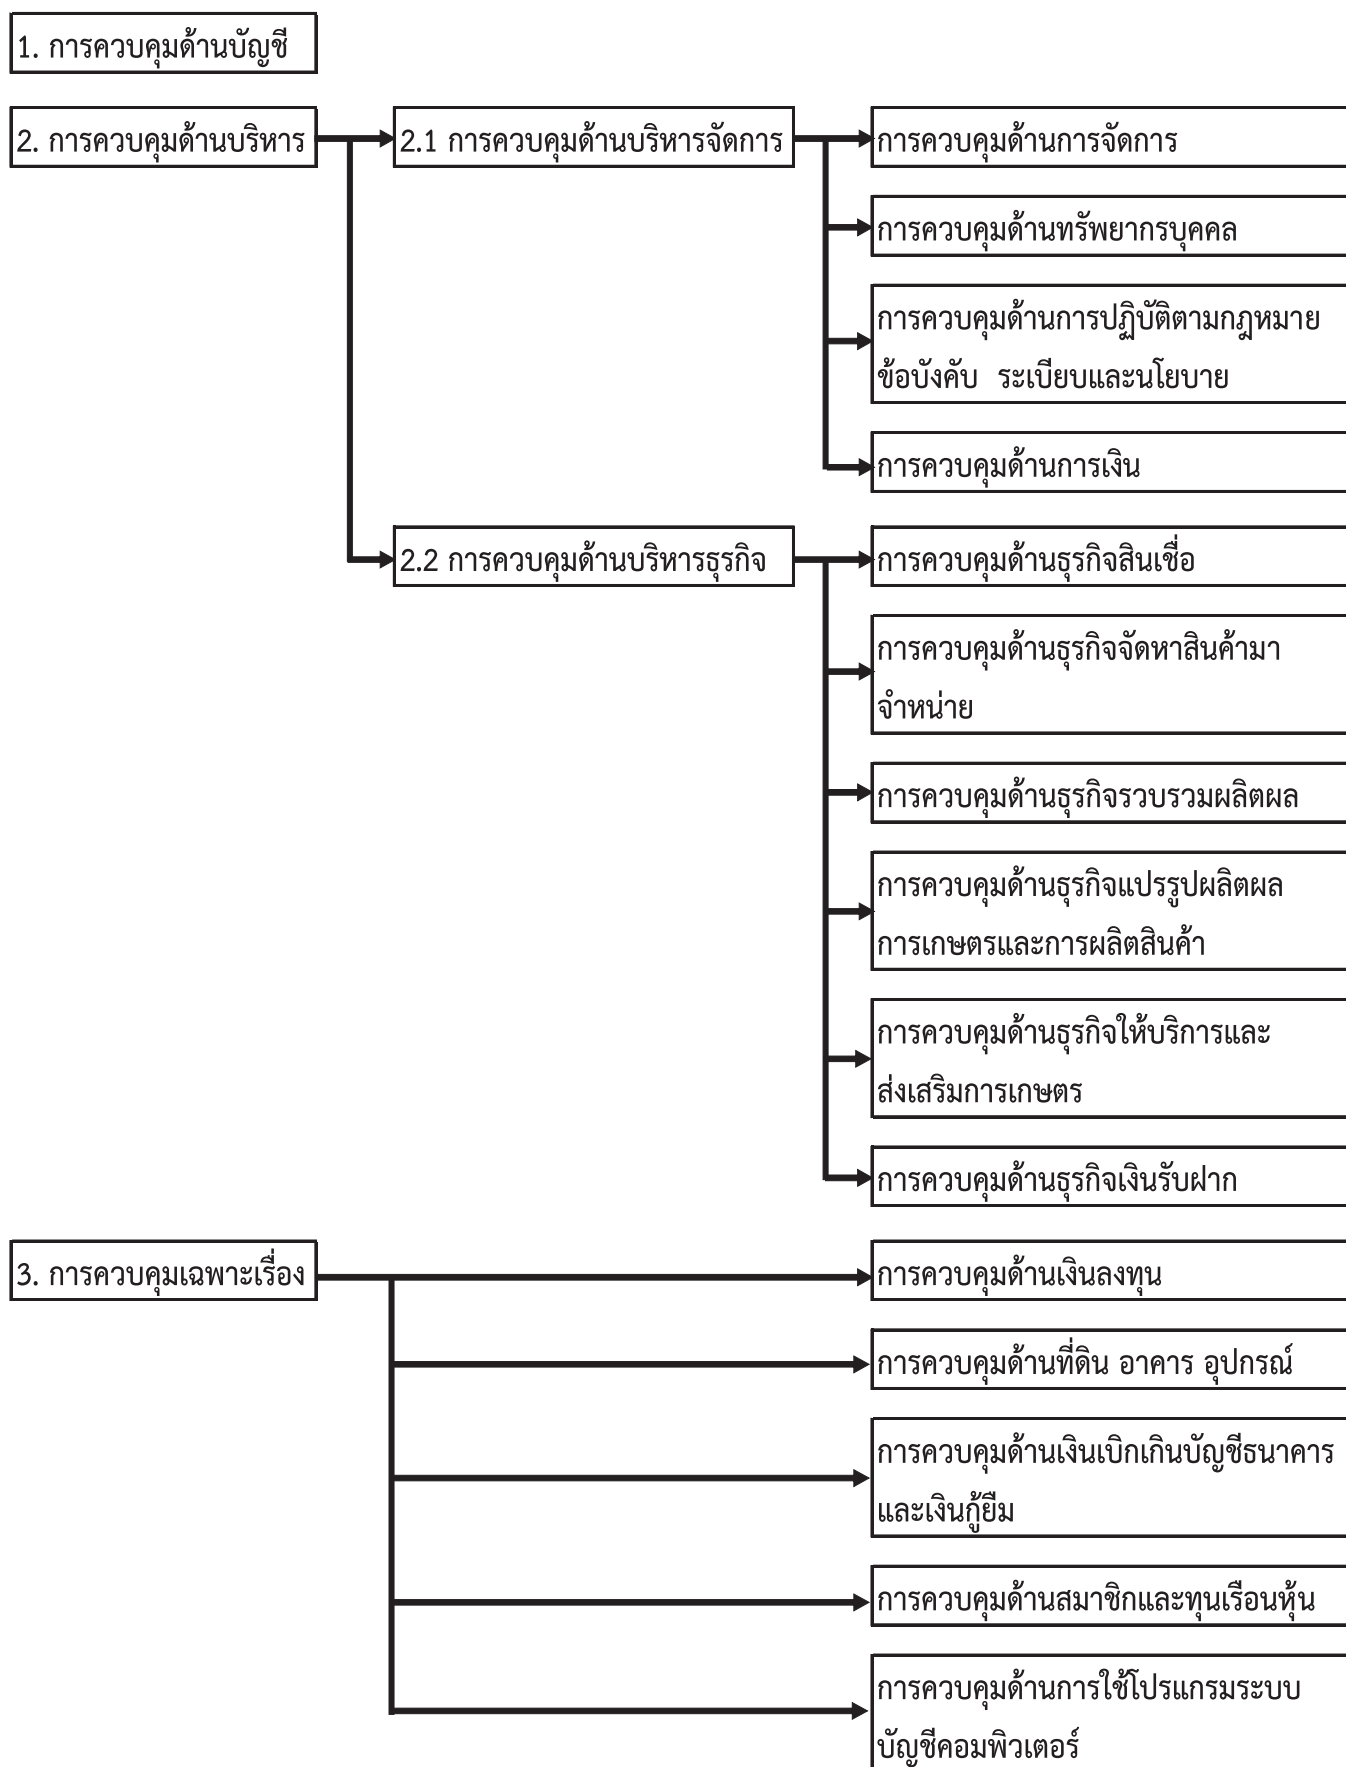 1. การควบคุมด้านบัญชี
2. การควบคุมด้านบริหาร
2.1 การควบคุมด้านบริหารจัดการ
การควบคุมด้านการจัดการ
การควบคุมด้านทรัพยากรบุคคล
การควบคุมด้านการปฏิบัติตามกฎหมาย
ข้อบังคับ ระเบียบและนโยบาย
การควบคุมด้านการเงิน
2.2 การควบคุมด้านบริหารธุรกิจ
การควบคุมด้านธุรกิจสินเชื่อ
การควบคุมด้านธุรกิจจัดหาสินค้ามา
จำหน่าย
การควบคุมด้านธุรกิจรวบรวมผลิตผล
การควบคุมด้านธุรกิจแปรรูปผลิตผล
การเกษตรและการผลิตสินค้า
การควบคุมด้านธุรกิจให้บริการและ
ส่งเสริมการเกษตร
การควบคุมด้านธุรกิจเงินรับฝาก
3. การควบคุมเฉพาะเรื่อง
การควบคุมด้านเงินลงทุน
การควบคุมด้านที่ดิน อาคาร อุปกรณ์
การควบคุมด้านเงินเบิกเกินบัญชีธนาคาร
และเงินกู้ยืม
การควบคุมด้านสมาชิกและทุนเรือนหุ้น
การควบคุมด้านการใช้โปรแกรมระบบ
บัญชีคอมพิวเตอร์